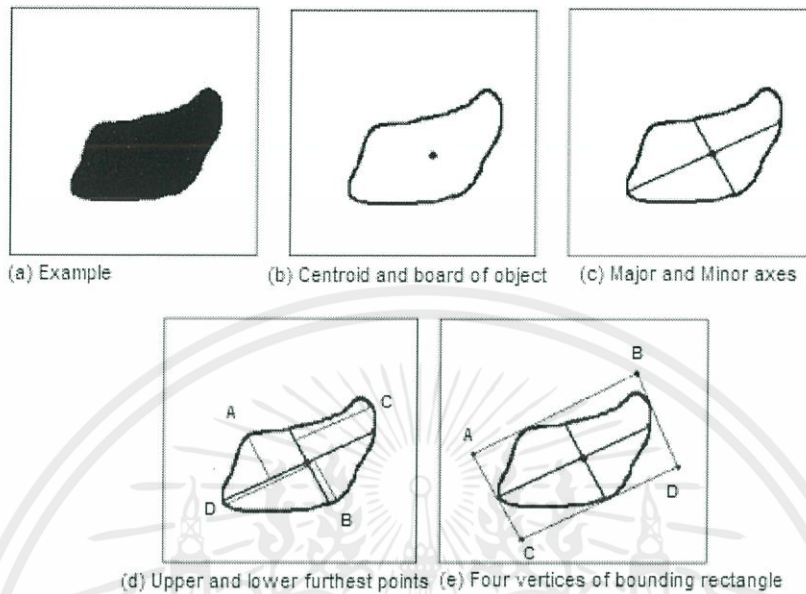 (a) Example
(b) Centroid and board of object
(c) Major and Minor axes
A
C
D
B
(d) Upper and lower furthest points
B
A
D
C
(e) Four vertices of bounding rectangle